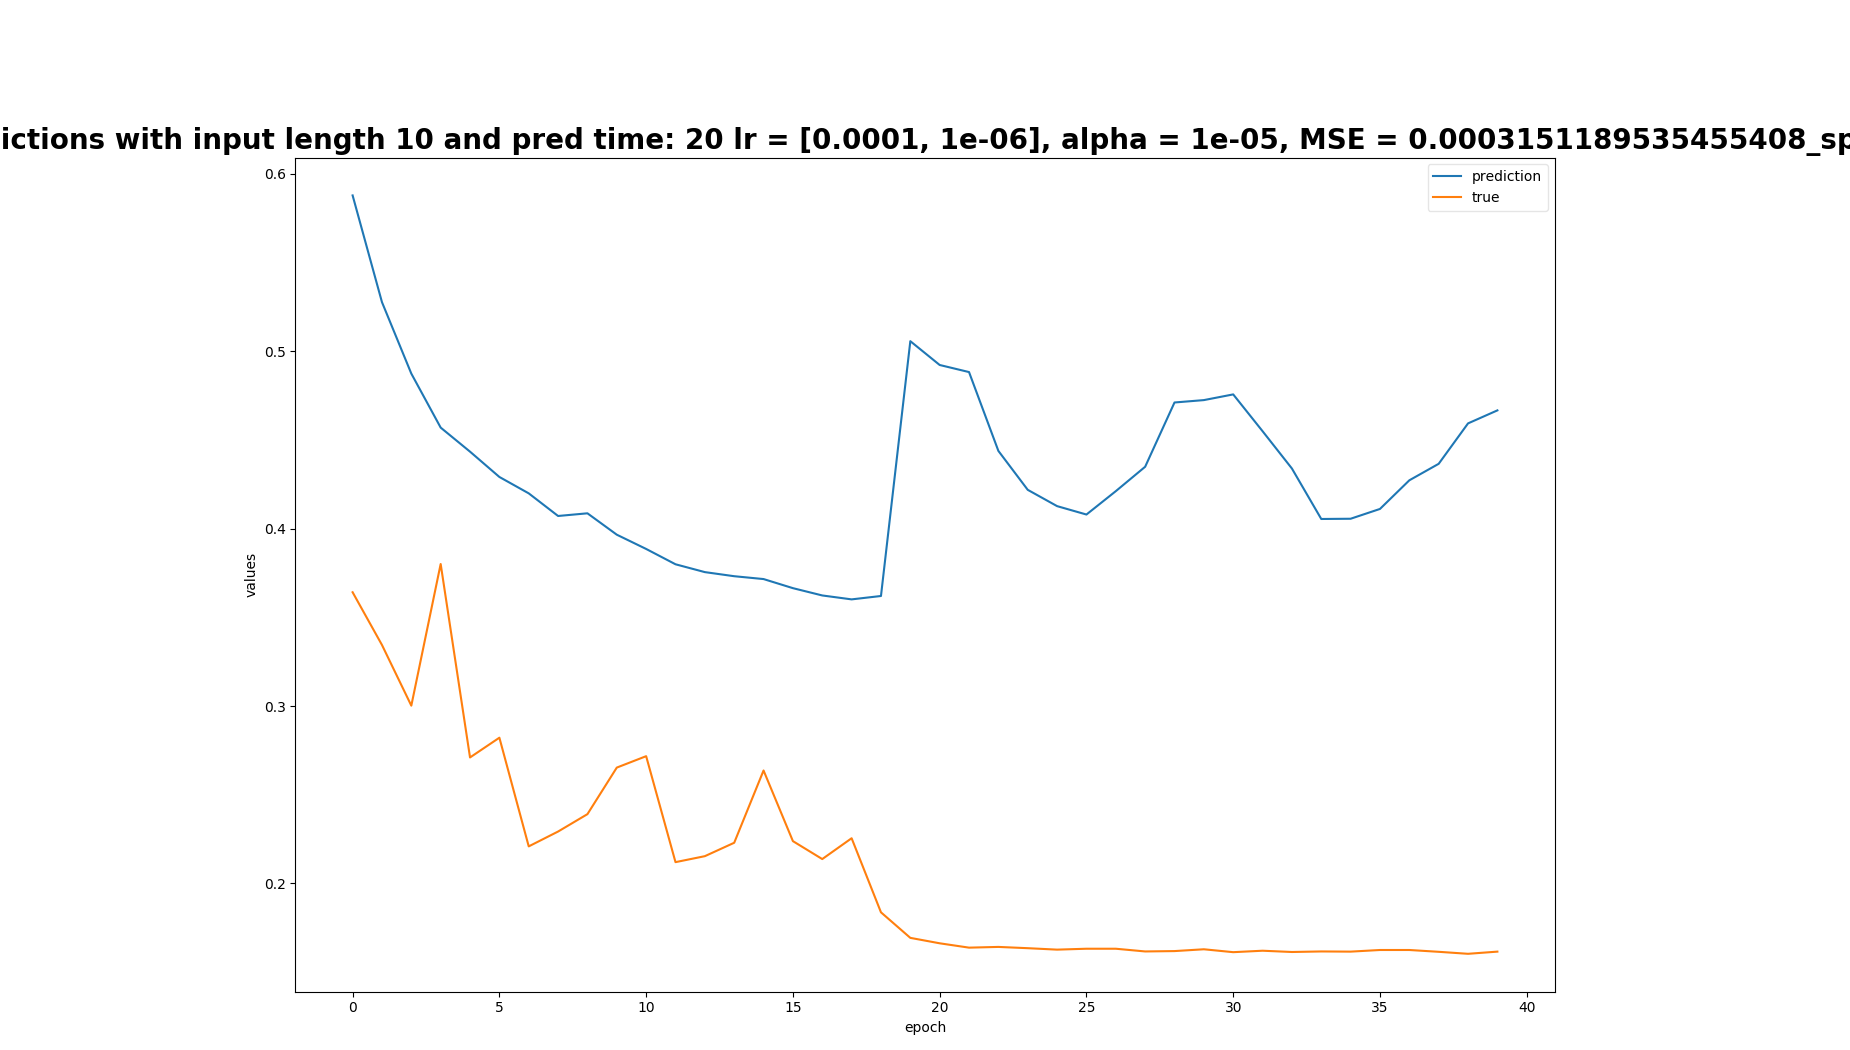 ictions with input length 10 and pred time: 20 lr = [0.0001, 1e-06], alpha = 1e-05, MSE = 0.0003151189535455408_sp
prediction
true
0.6
0.5
0.4
0.3
0.2
values
0 5 10 15 20 25 30 35 40
epoch